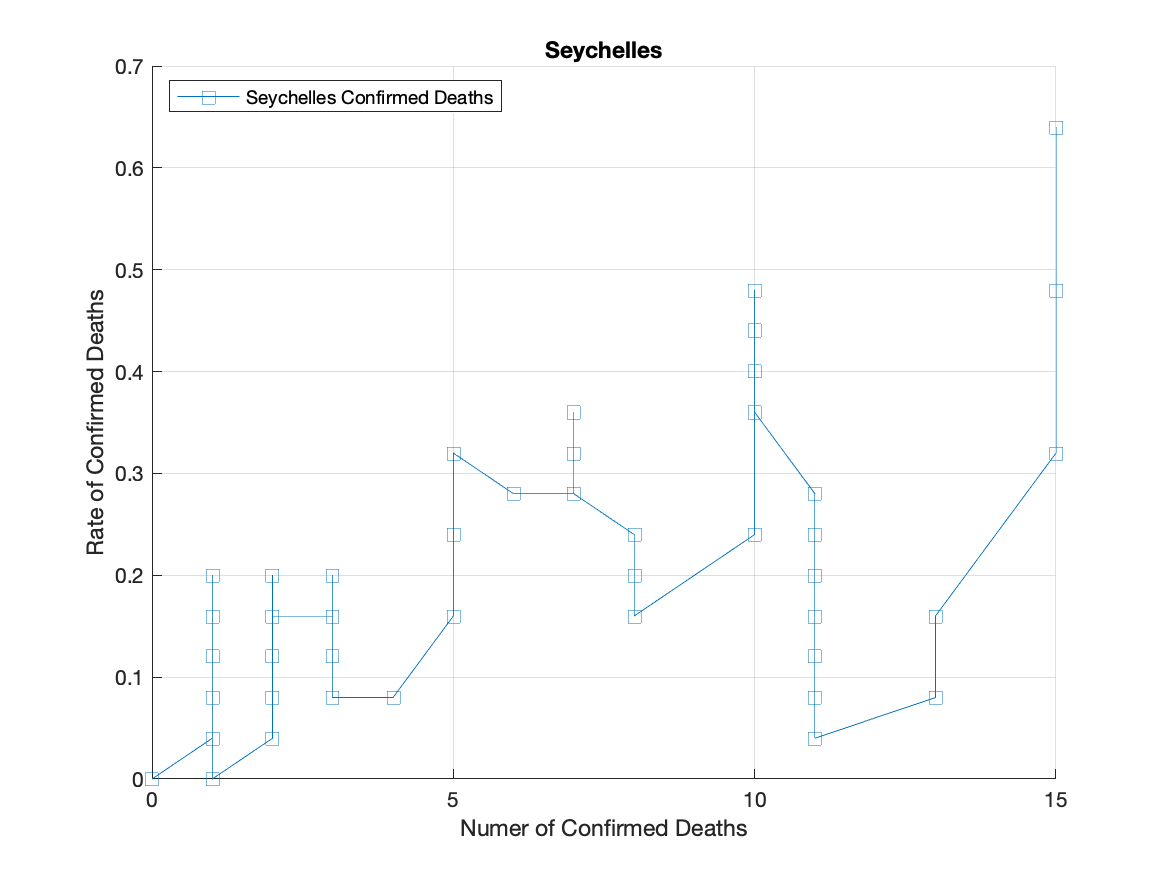 Seychelles
0.7
Seychelles Confirmed Deaths
0.6
0.5
0.4
0.3
0.2
0.1
0
Rate of Confirmed Deaths
0 5 10 15
Numer of Confirmed Deaths